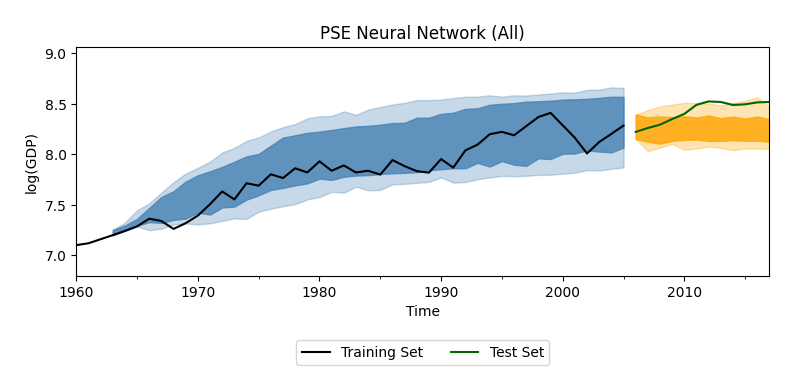 PSE Neural Network (All)
9.0
8.5
8.0
7.5
7.0
log(GDP)
1960 1970 1980 1990 2000 2010
Time
Training Set Test Set